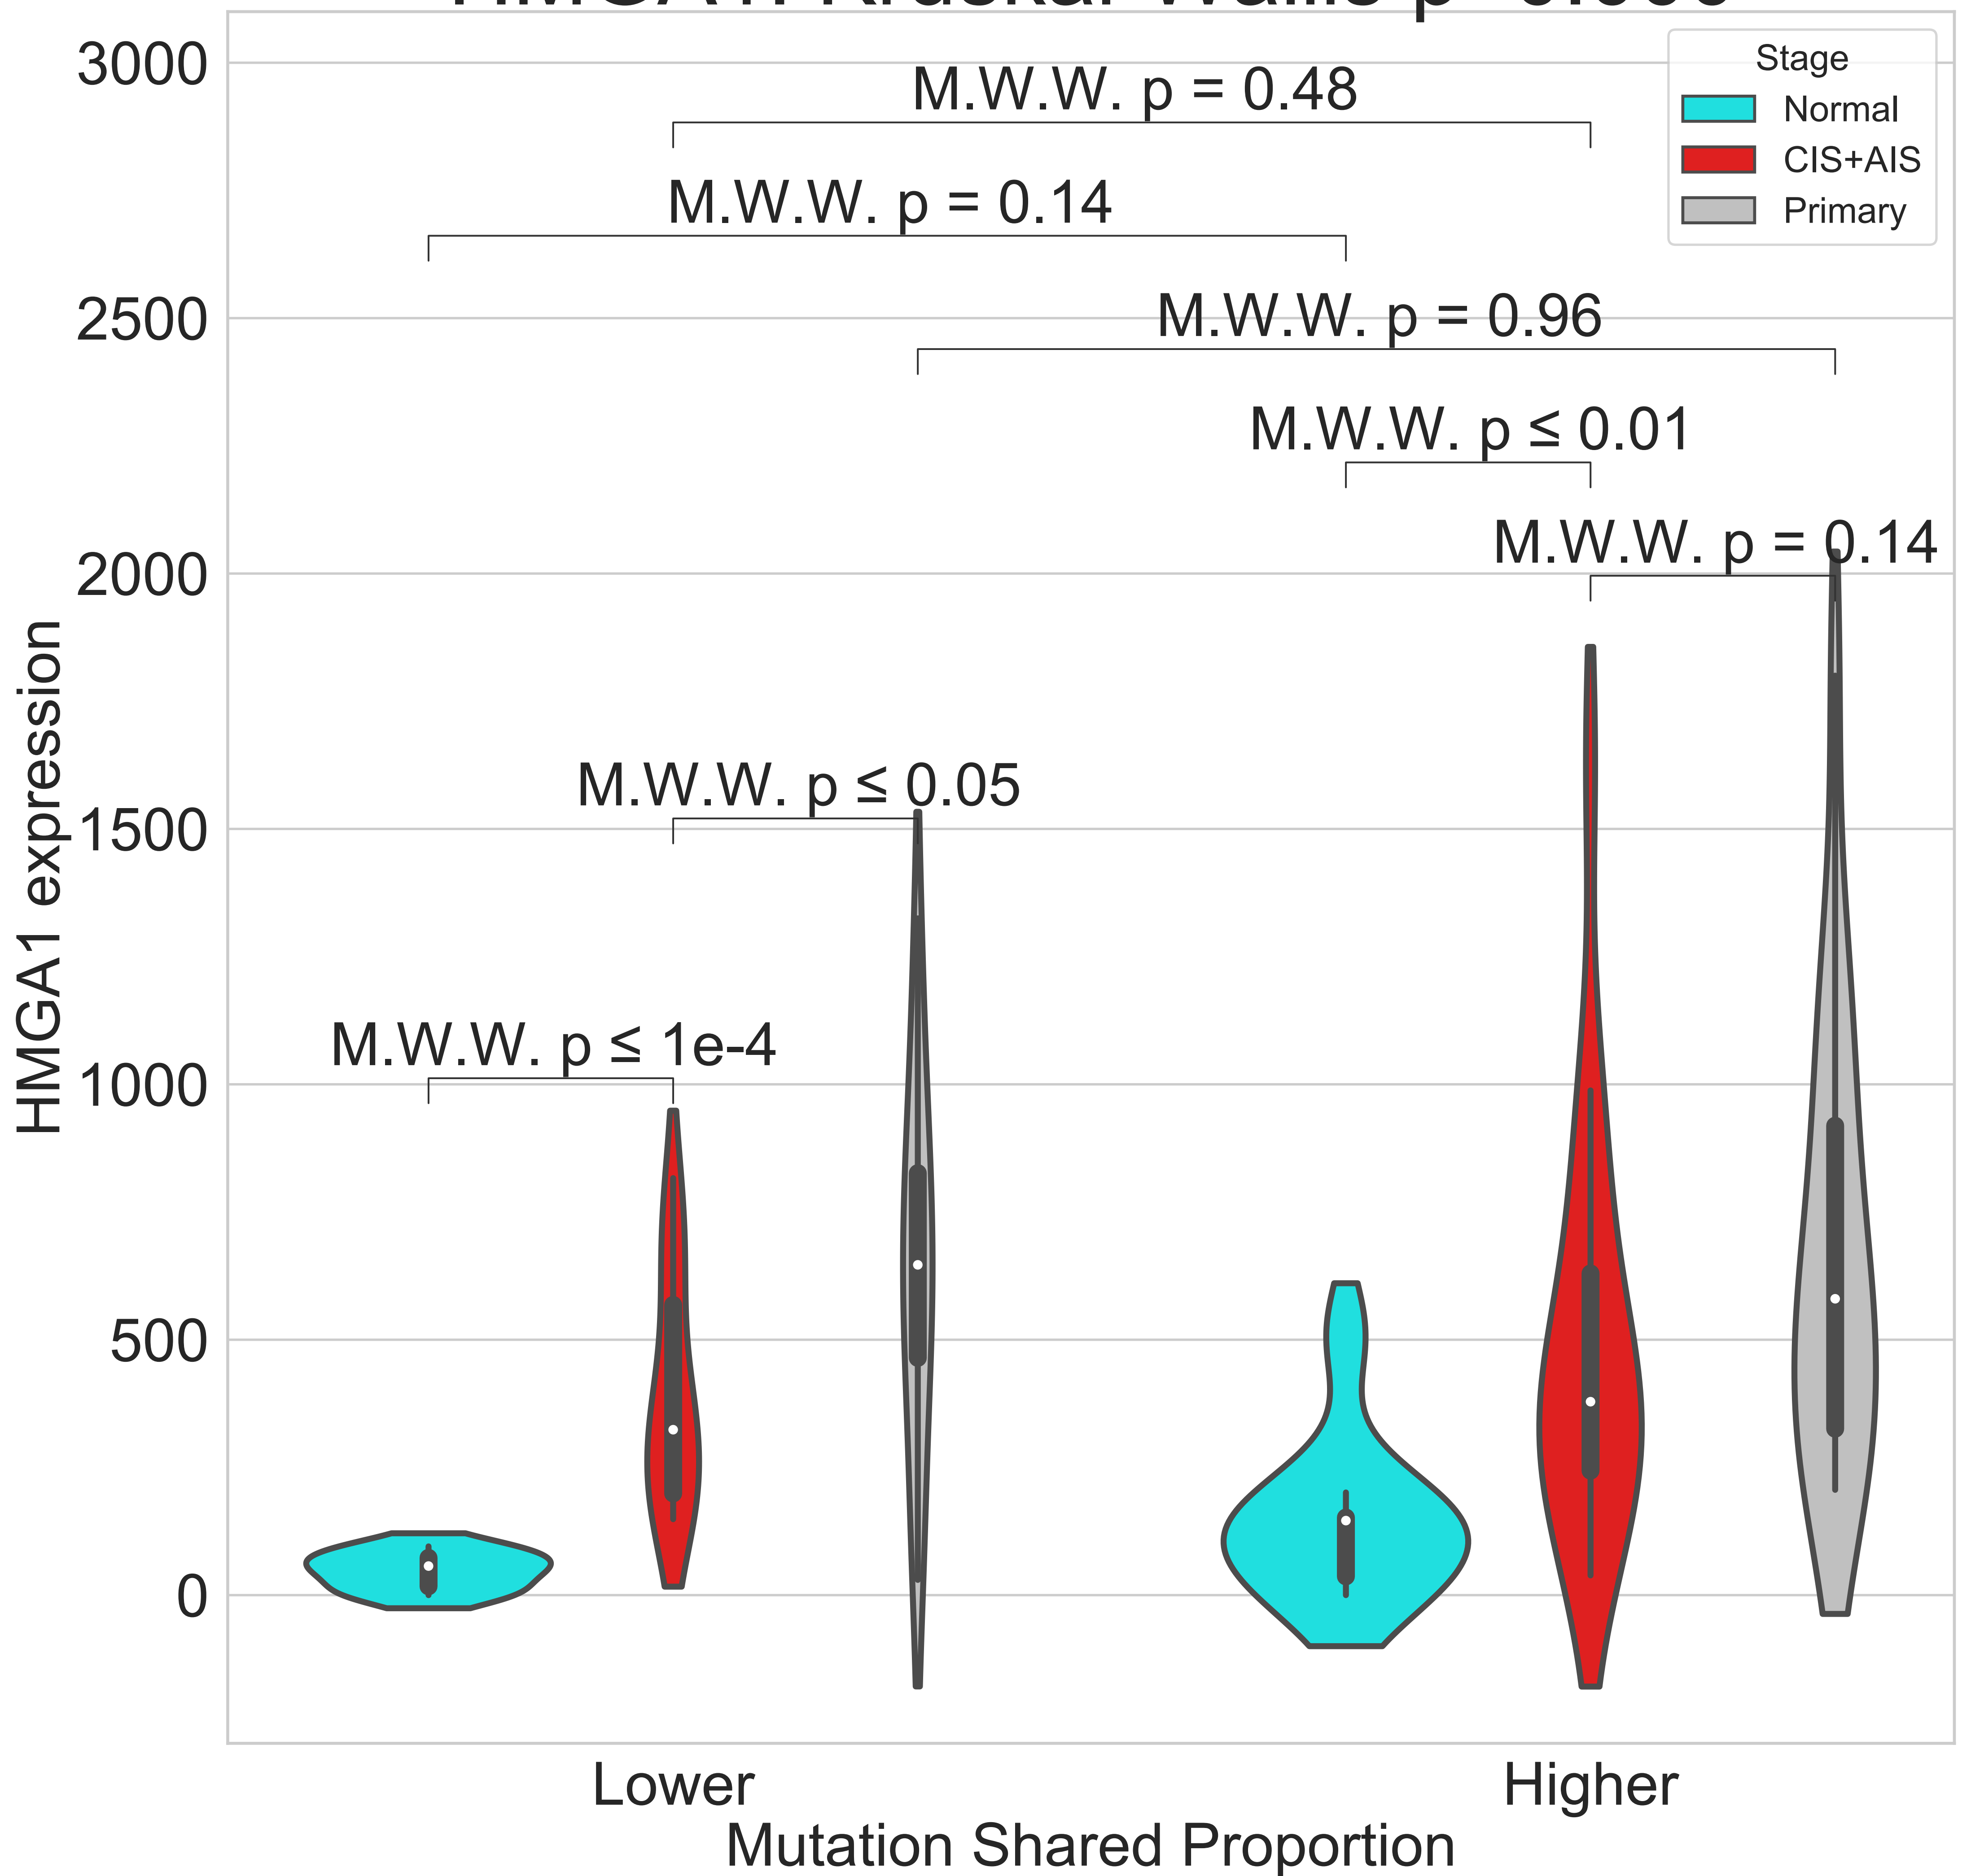 3000
2500
2000
1500
1000
500
0
HMGA1 expression
Stage
Normal
CIS+AIS
Primary
M.W.W. p = 0.48
M.W.W. p = 0.14
M.W.W. p = 0.96
M.W.W. p ≤ 0.01
M.W.W. p = 0.14
M.W.W. p ≤ 0.05
M.W.W. p ≤ 1e-4
Lower
Higher
Mutation Shared Proportion